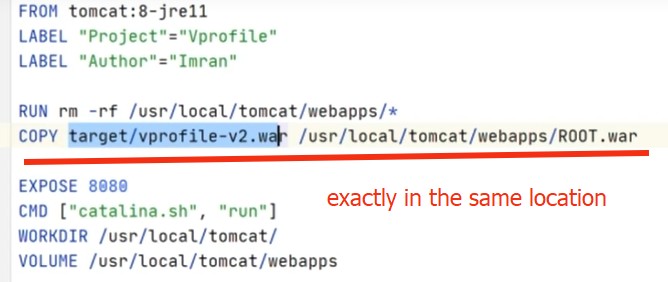 FROM tomcat:8-jre11
LABEL "Project"="Vprofile"
LABEL "Author"="Imran"
RUN rm -rf /usr/local/tomcat/webapps/*
COPY target/vprofile-v2.war /usr/local/tomcat/webapps/ROOT.war
EXPOSE 8080
exactly in the same location
CMD ["catalina.sh", "run"]
WORKDIR /usr/local/tomcat/
VOLUME /usr/local/tomcat/webapps